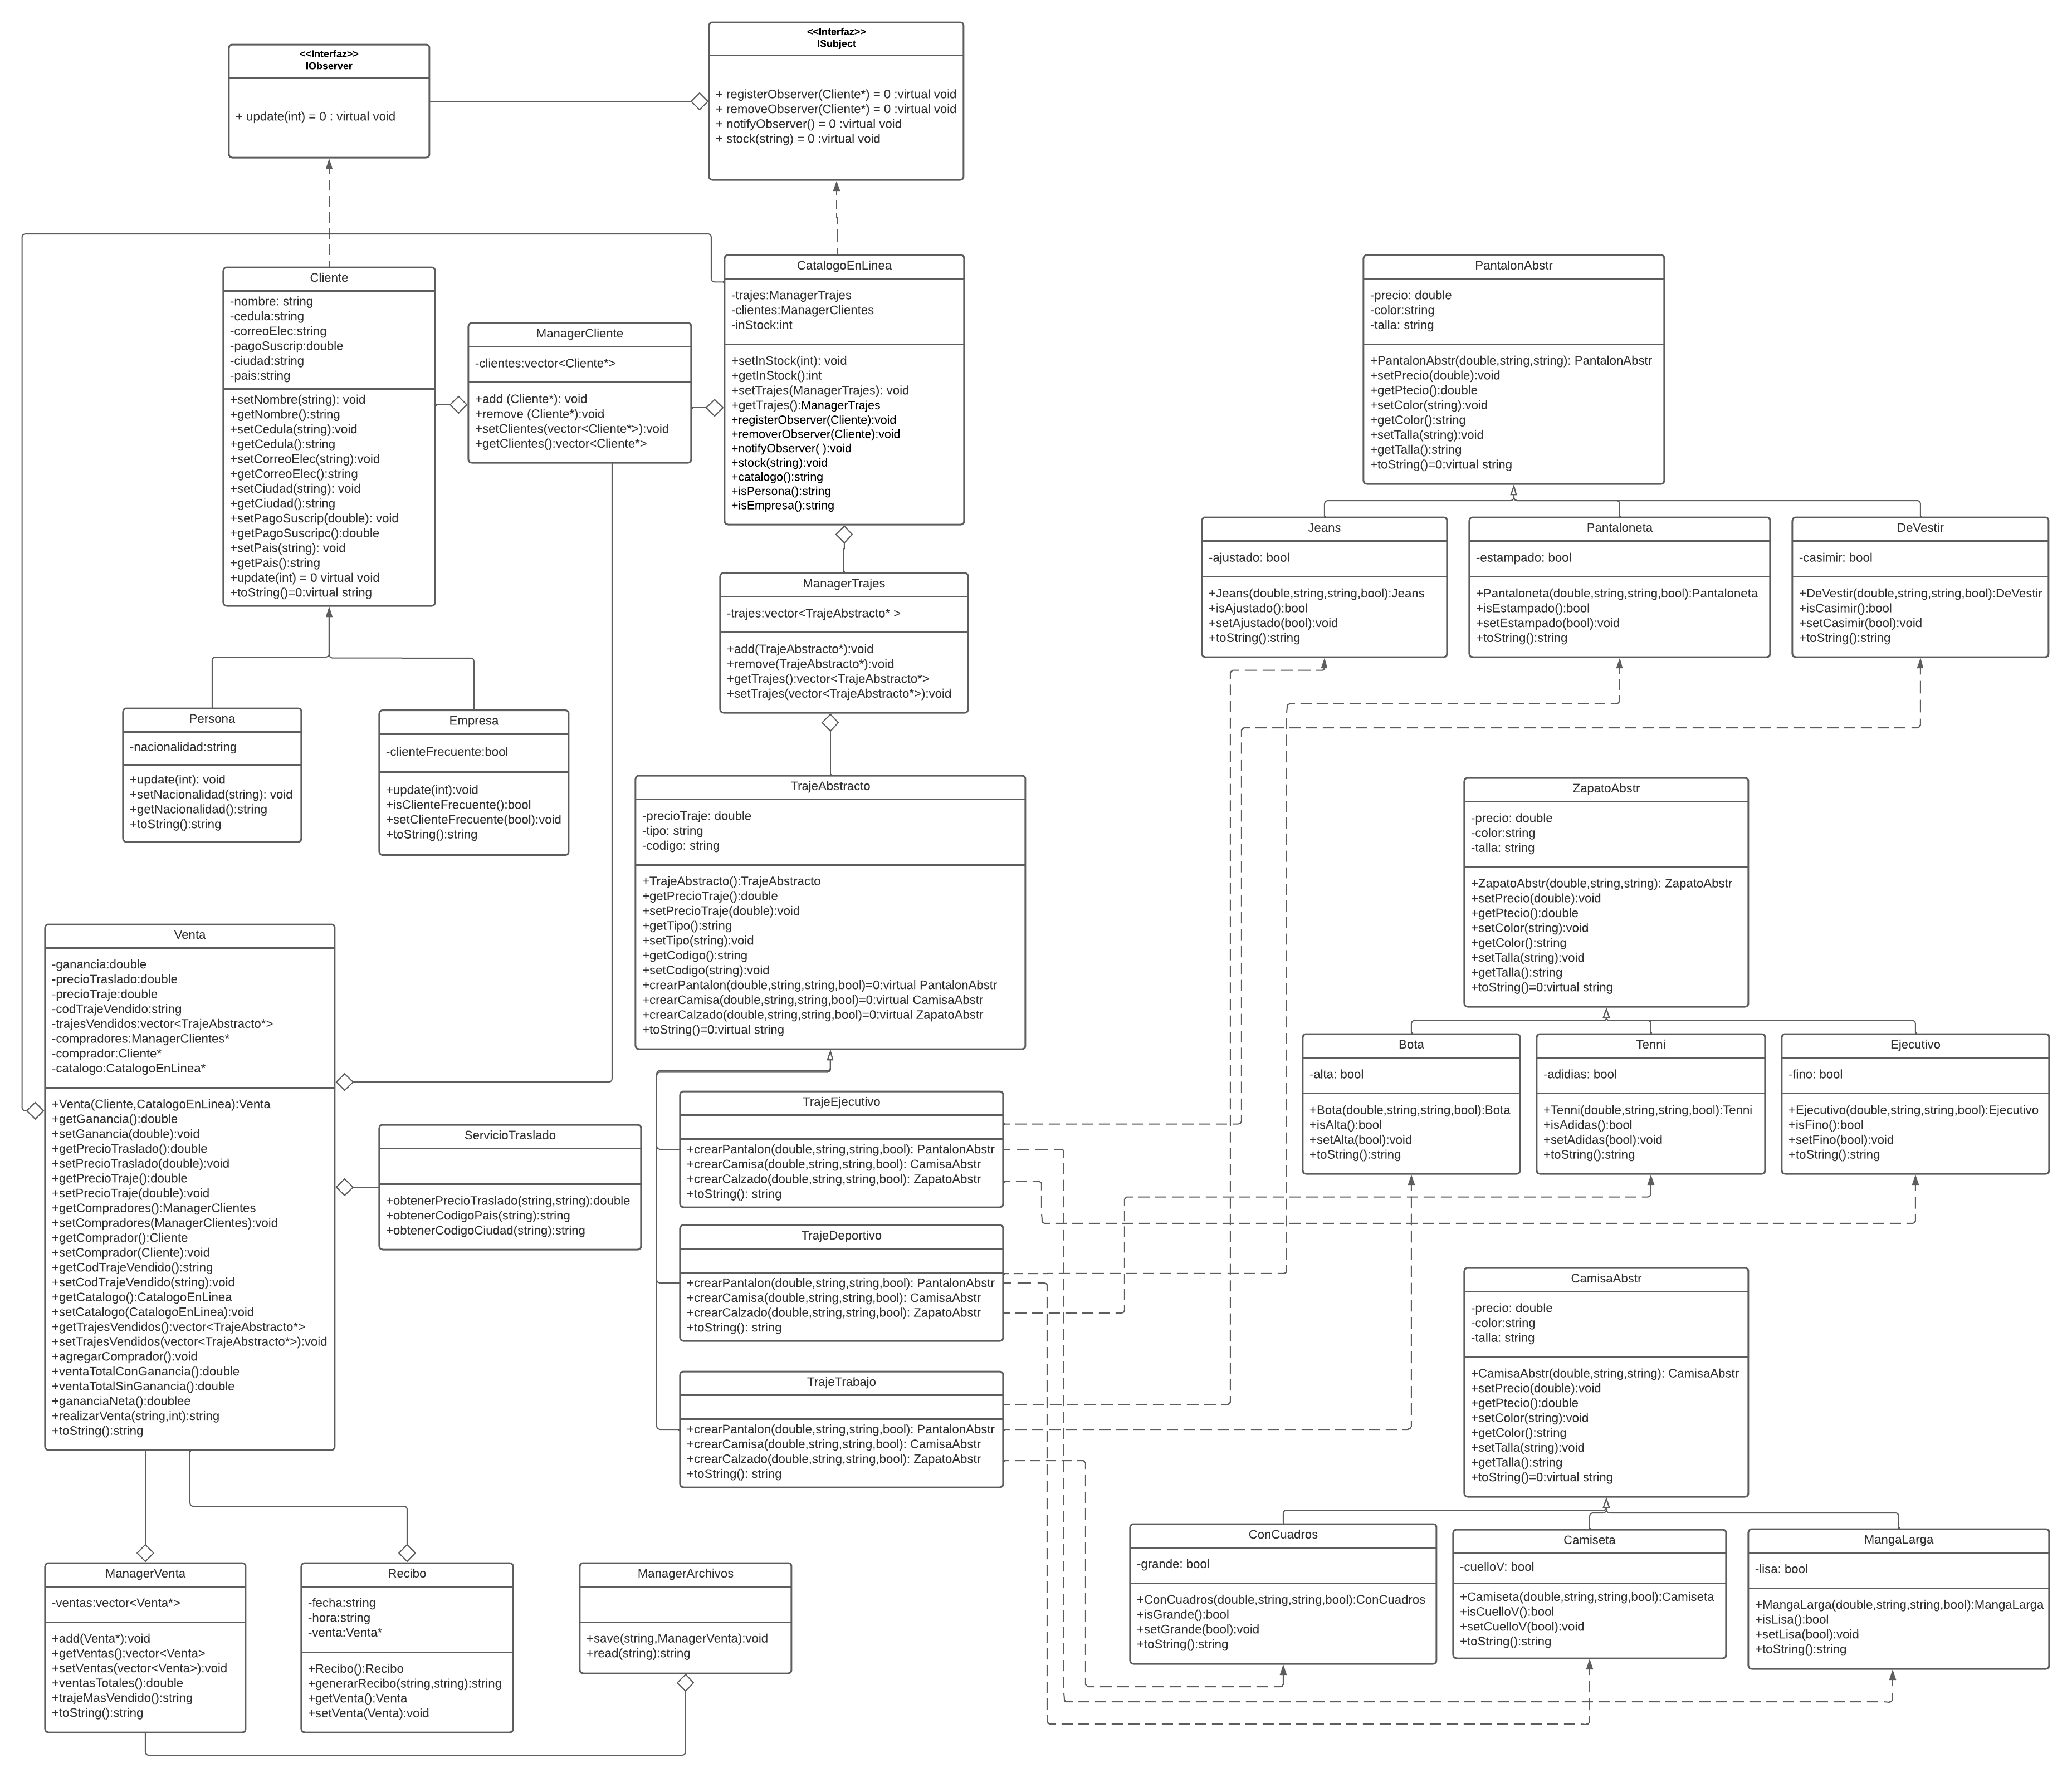 <<Interfaz>>
IObserver
+ update(int) = 0 : virtual void
<<Interfaz>>
ISubject
+ registerObserver(Cliente*) = 0 :virtual void
+ removeObserver(Cliente*) = 0 :virtual void
+ notifyObserver() = 0 :virtual void
+ stock(string) = 0 :virtual void
Cliente
-nombre: string
-cedula:string
-correoElec:string
-pagoSuscrip:double
-ciudad:string
-pais:string
+setNombre(string): void
+getNombre():string
+setCedula(string):void
+getCedula():string
+setCorreoElec(string):void
+getCorreoElec():string
+setCiudad(string): void
+getCiudad():string
+setPagoSuscrip(double): void
+getPagoSuscripc():double
+setPais(string): void
+getPais():string
+update(int) = 0 virtual void
+toString()=0:virtual string
ManagerCliente
-clientes:vector<Cliente*>
+add (Cliente*): void
+remove (Cliente*):void
+setClientes(vector<Cliente*>):void
+getClientes():vector<Cliente*>
CatalogoEnLinea
-trajes:ManagerTrajes
-clientes:ManagerClientes
-inStock:int
+setInStock(int): void
+getInStock():int
+setTrajes(ManagerTrajes): void
+getTrajes():ManagerTrajes
+registerObserver(Cliente):void
+removerObserver(Cliente):void
+notifyObserver( ):void
+stock(string):void
+catalogo():string
+isPersona():string
+isEmpresa():string
PantalonAbstr
-precio: double
-color:string
-talla: string
+PantalonAbstr(double,string,string): PantalonAbstr
+setPrecio(double):void
+getPtecio():double
+setColor(string):void
+getColor():string
+setTalla(string):void
+getTalla():string
+toString()=0:virtual string
Jeans
-ajustado: bool
+Jeans(double,string,string,bool):Jeans
+isAjustado():bool
+setAjustado(bool):void
+toString():string
Pantaloneta
-estampado: bool
+Pantaloneta(double,string,string,bool):Pantaloneta
+isEstampado():bool
+setEstampado(bool):void
+toString():string
DeVestir
-casimir: bool
+DeVestir(double,string,string,bool):DeVestir
+isCasimir():bool
+setCasimir(bool):void
+toString():string
ManagerTrajes
-trajes:vector<TrajeAbstracto* >
+add(TrajeAbstracto*):void
+remove(TrajeAbstracto*):void
+getTrajes():vector<TrajeAbstracto*>
+setTrajes(vector<TrajeAbstracto*>):void
Persona
-nacionalidad:string
+update(int): void
+setNacionalidad(string): void
+getNacionalidad():string
+toString():string
Empresa
-clienteFrecuente:bool
+update(int):void
+isClienteFrecuente():bool
+setClienteFrecuente(bool):void
+toString():string
TrajeAbstracto
-precioTraje: double
-tipo: string
-codigo: string
+TrajeAbstracto():TrajeAbstracto
+getPrecioTraje():double
+setPrecioTraje(double):void
+getTipo():string
+setTipo(string):void
+getCodigo():string
+setCodigo(string):void
+crearPantalon(double,string,string,bool)=0:virtual PantalonAbstr
+crearCamisa(double,string,string,bool)=0:virtual CamisaAbstr
+crearCalzado(double,string,string,bool)=0:virtual ZapatoAbstr
+toString()=0:virtual string
ZapatoAbstr
-precio: double
-color:string
-talla: string
+ZapatoAbstr(double,string,string): ZapatoAbstr
+setPrecio(double):void
+getPtecio():double
+setColor(string):void
+getColor():string
+setTalla(string):void
+getTalla():string
+toString()=0:virtual string
Bota
-alta: bool
+Bota(double,string,string,bool):Bota
+isAlta():bool
+setAlta(bool):void
+toString():string
Tenni
-adidias: bool
+Tenni(double,string,string,bool):Tenni
+isAdidas():bool
+setAdidas(bool):void
+toString():string
Ejecutivo
-fino: bool
+Ejecutivo(double,string,string,bool):Ejecutivo
+isFino():bool
+setFino(bool):void
+toString():string
Venta
-ganancia:double
-precioTraslado:double
-precioTraje:double
-codTrajeVendido:string
-trajesVendidos:vector<TrajeAbstracto*>
-compradores:ManagerClientes*
-comprador:Cliente*
-catalogo:CatalogoEnLinea*
+Venta(Cliente,CatalogoEnLinea):Venta
+getGanancia():double
+setGanancia(double):void
+getPrecioTraslado():double
+setPrecioTraslado(double):void
+getPrecioTraje():double
+setPrecioTraje(double):void
+getCompradores():ManagerClientes
+setCompradores(ManagerClientes):void
+getComprador():Cliente
+setComprador(Cliente):void
+getCodTrajeVendido():string
+setCodTrajeVendido(string):void
+getCatalogo():CatalogoEnLinea
+setCatalogo(CatalogoEnLinea):void
+getTrajesVendidos():vector<TrajeAbstracto*>
+setTrajesVendidos(vector<TrajeAbstracto*>):void
+agregarComprador():void
+ventaTotalConGanancia():double
+ventaTotalSinGanancia():double
+gananciaNeta():doublee
+realizarVenta(string,int):string
+toString():string
ServicioTraslado
+obtenerPrecioTraslado(string,string):double
+obtenerCodigoPais(string):string
+obtenerCodigoCiudad(string):string
TrajeEjecutivo
+crearPantalon(double,string,string,bool): PantalonAbstr
+crearCamisa(double,string,string,bool): CamisaAbstr
+crearCalzado(double,string,string,bool): ZapatoAbstr
+toString(): string
TrajeDeportivo
+crearPantalon(double,string,string,bool): PantalonAbstr
+crearCamisa(double,string,string,bool): CamisaAbstr
+crearCalzado(double,string,string,bool): ZapatoAbstr
+toString(): string
TrajeTrabajo
+crearPantalon(double,string,string,bool): PantalonAbstr
+crearCamisa(double,string,string,bool): CamisaAbstr
+crearCalzado(double,string,string,bool): ZapatoAbstr
+toString(): string
CamisaAbstr
-precio: double
-color:string
-talla: string
+CamisaAbstr(double,string,string): CamisaAbstr
+setPrecio(double):void
+getPtecio():double
+setColor(string):void
+getColor():string
+setTalla(string):void
+getTalla():string
+toString()=0:virtual string
ConCuadros
-grande: bool
+ConCuadros(double,string,string,bool):ConCuadros
+isGrande():bool
+setGrande(bool):void
+toString():string
Camiseta
-cuelloV: bool
+Camiseta(double,string,string,bool):Camiseta
+isCuelloV():bool
+setCuelloV(bool):void
+toString():string
MangaLarga
-lisa: bool
+MangaLarga(double,string,string,bool):MangaLarga
+isLisa():bool
+setLisa(bool):void
+toString():string
ManagerVenta
-ventas:vector<Venta*>
+add(Venta*):void
+getVentas():vector<Venta>
+setVentas(vector<Venta>):void
+ventasTotales():double
+trajeMasVendido():string
+toString():string
Recibo
-fecha:string
-hora:string
-venta:Venta*
+Recibo():Recibo
+generarRecibo(string,string):string
+getVenta():Venta
+setVenta(Venta):void
ManagerArchivos
+save(string,ManagerVenta):void
+read(string):string